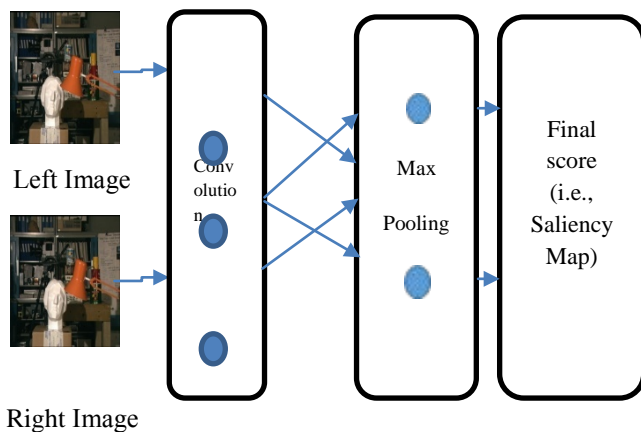 Left Image
Right Image
Conv
olutio
n
Max
Pooling
Final
score
(i.e.,
Saliency
Map)